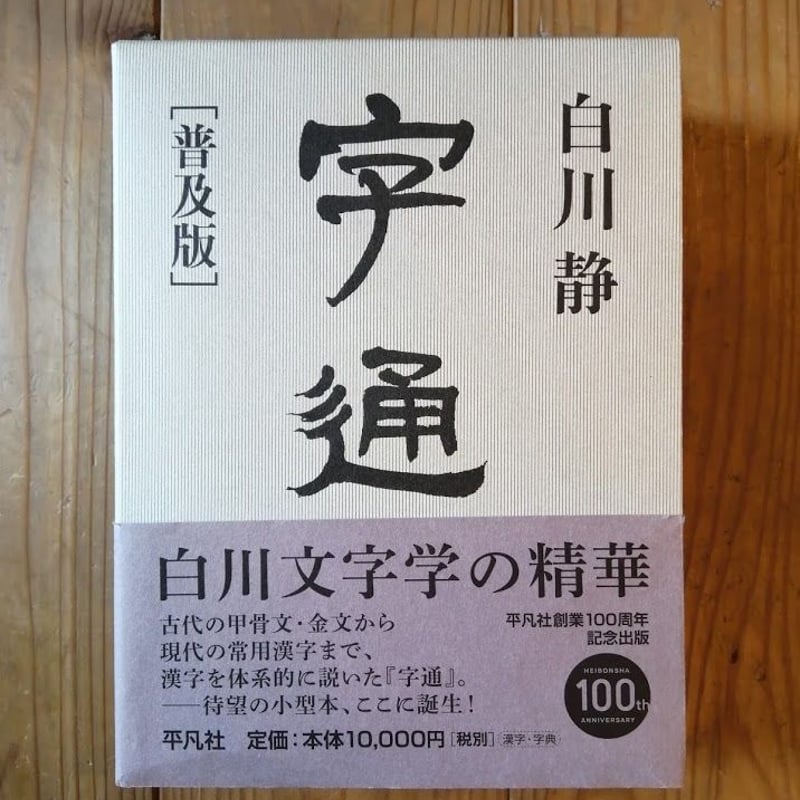 白川静
字通
［普及版］
白川文字学の精華
古代の甲骨文・金文から
現代の常用漢字まで、
漢字を体系的に説いた『字通』。
──待望の小型本、ここに誕生！
平凡社創業100周年
記念出版
HEIBONSHA
100th
ANNIVERSARY
平凡社 定価：本体10,000円［税別］ 漢字・字典